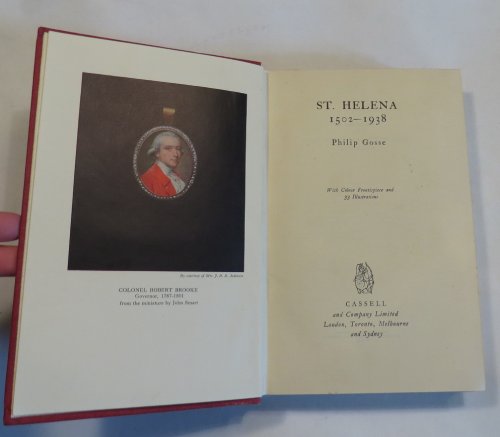 By courtesy of Mrs. J. R. K.
COLONEL ROBERT BROOKE
Governor, 1787-1801
from the miniature by John Smart
ST. HELENA
1502—1938
Philip Gosse
With Colour Frontispiece and
33 Illustrations
CASSELL
and Company Limited
London, Toronto, Melbourne
and Sydney